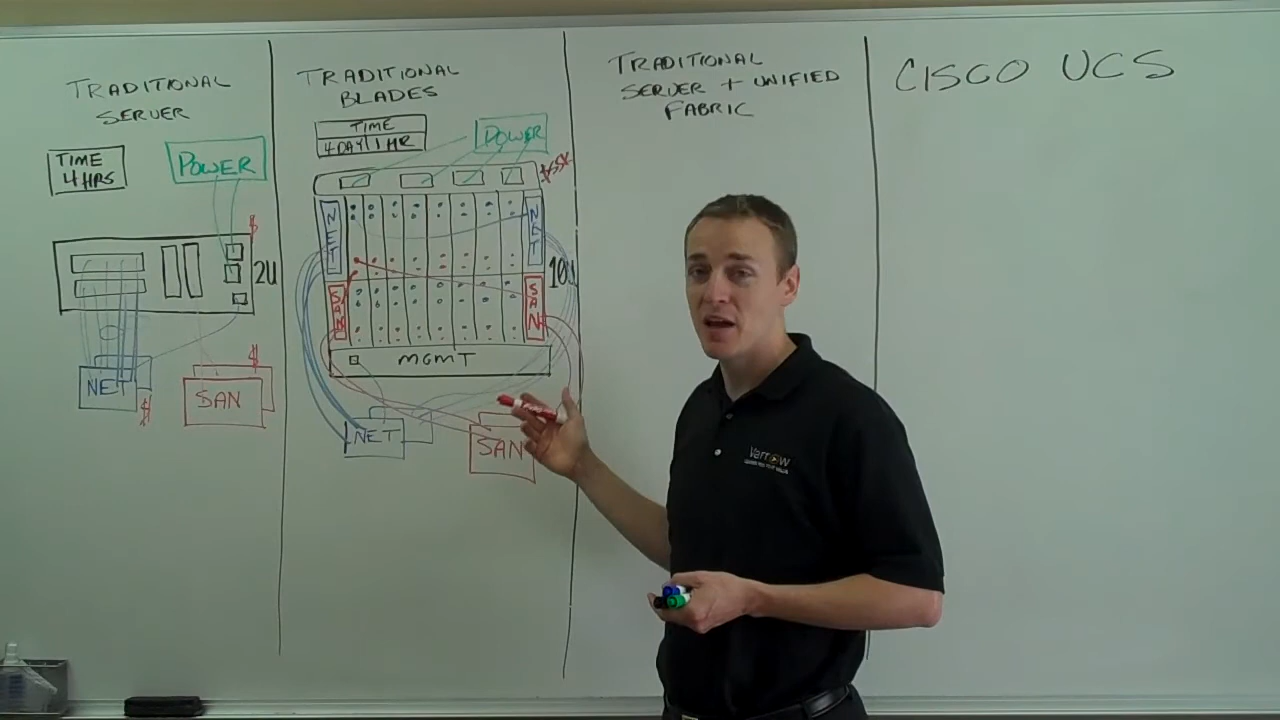 TRADITIONAL
SERVER
TIME
4 HRS
POWER
$
2U
NET
$
$
SAN
TRADITIONAL
BLADES
TIME
4 DAY/1 HR
POWER
NET
NET
10U
SAN
SAN
MGMT
NET
SAN
TRADITIONAL
SERVER + UNIFIED
FABRIC
CISCO UCS
Varrow